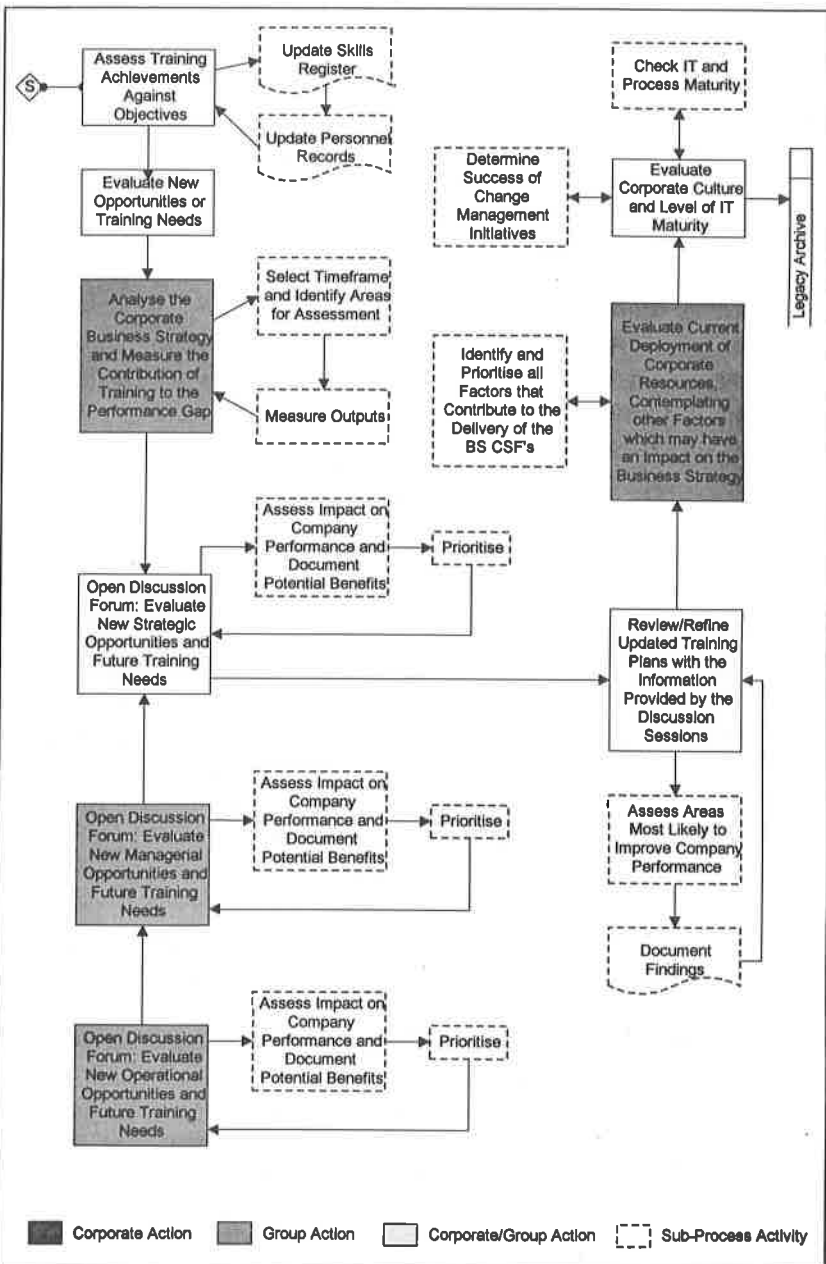 S
Assess Training
Achievements
Against
Objectives
Update Skills
Register
Update Personnel
Records
Evaluate New
Opportunities or
Training Needs
Analyse the
Corporate
Business Strategy
and Measure the
Contribution of
Training to the
Performance Gap
Select Timeframe
and Identify Areas
for Assessment
Measure Outputs
Assess Impact on
Company
Performance and
Document
Potential Benefits
Prioritise
Open Discussion
Forum: Evaluate
New Strategic
Opportunities and
Future Training
Needs
Open Discussion
Forum: Evaluate
New Managerial
Opportunities and
Future Training
Needs
Assess Impact on
Company
Performance and
Document
Potential Benefits
Prioritise
Open Discussion
Forum: Evaluate
New Operational
Opportunities and
Future Training
Needs
Assess Impact on
Company
Performance and
Document
Potential Benefits
Prioritise
Check IT and
Process Maturity
Determine
Success of
Change
Management
Initiatives
Evaluate
Corporate Culture
and Level of IT
Maturity
Legacy Archive
Identify and
Prioritise all
Factors that
Contribute to the
Delivery of the
BS CSF's
Evaluate Current
Deployment of
Corporate
Resources,
Contemplating
other Factors
which may have
an Impact on the
Business Strategy
Review/Refine
Updated Training
Plans with the
Information
Provided by the
Discussion
Sessions
Assess Areas
Most Likely to
Improve Company
Performance
Document
Findings
Corporate Action
Group Action
Corporate/Group Action
Sub-Process Activity